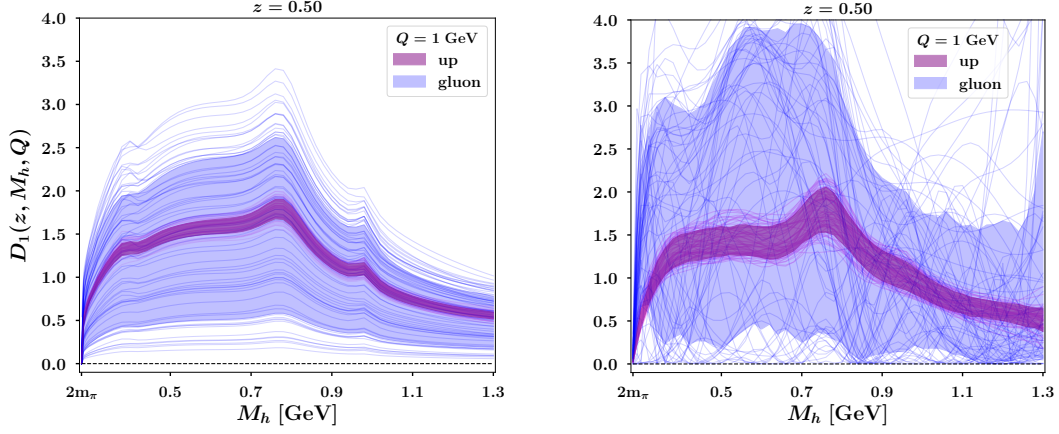 z = 0.50
Q = 1 GeV
up
gluon
D₁(z, Mₕ, Q)
4.0
3.5
3.0
2.5
2.0
1.5
1.0
0.5
0.0
2mπ 0.5 0.7 0.9 1.1 1.3
Mₕ [GeV]
z = 0.50
Q = 1 GeV
up
gluon
4.0
3.5
3.0
2.5
2.0
1.5
1.0
0.5
0.0
2mπ 0.5 0.7 0.9 1.1 1.3
Mₕ [GeV]